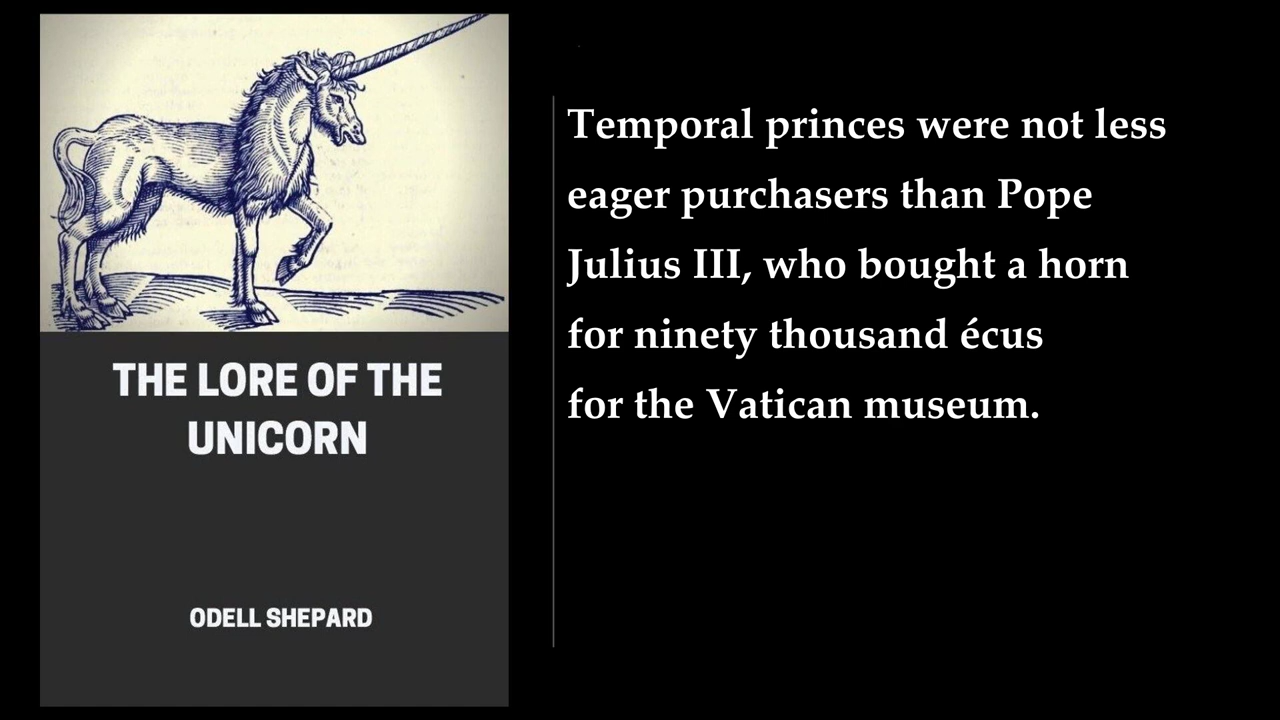 THE LORE OF THE
UNICORN
ODELL SHEPARD
Temporal princes were not less
eager purchasers than Pope
Julius III, who bought a horn
for ninety thousand écus
for the Vatican museum.